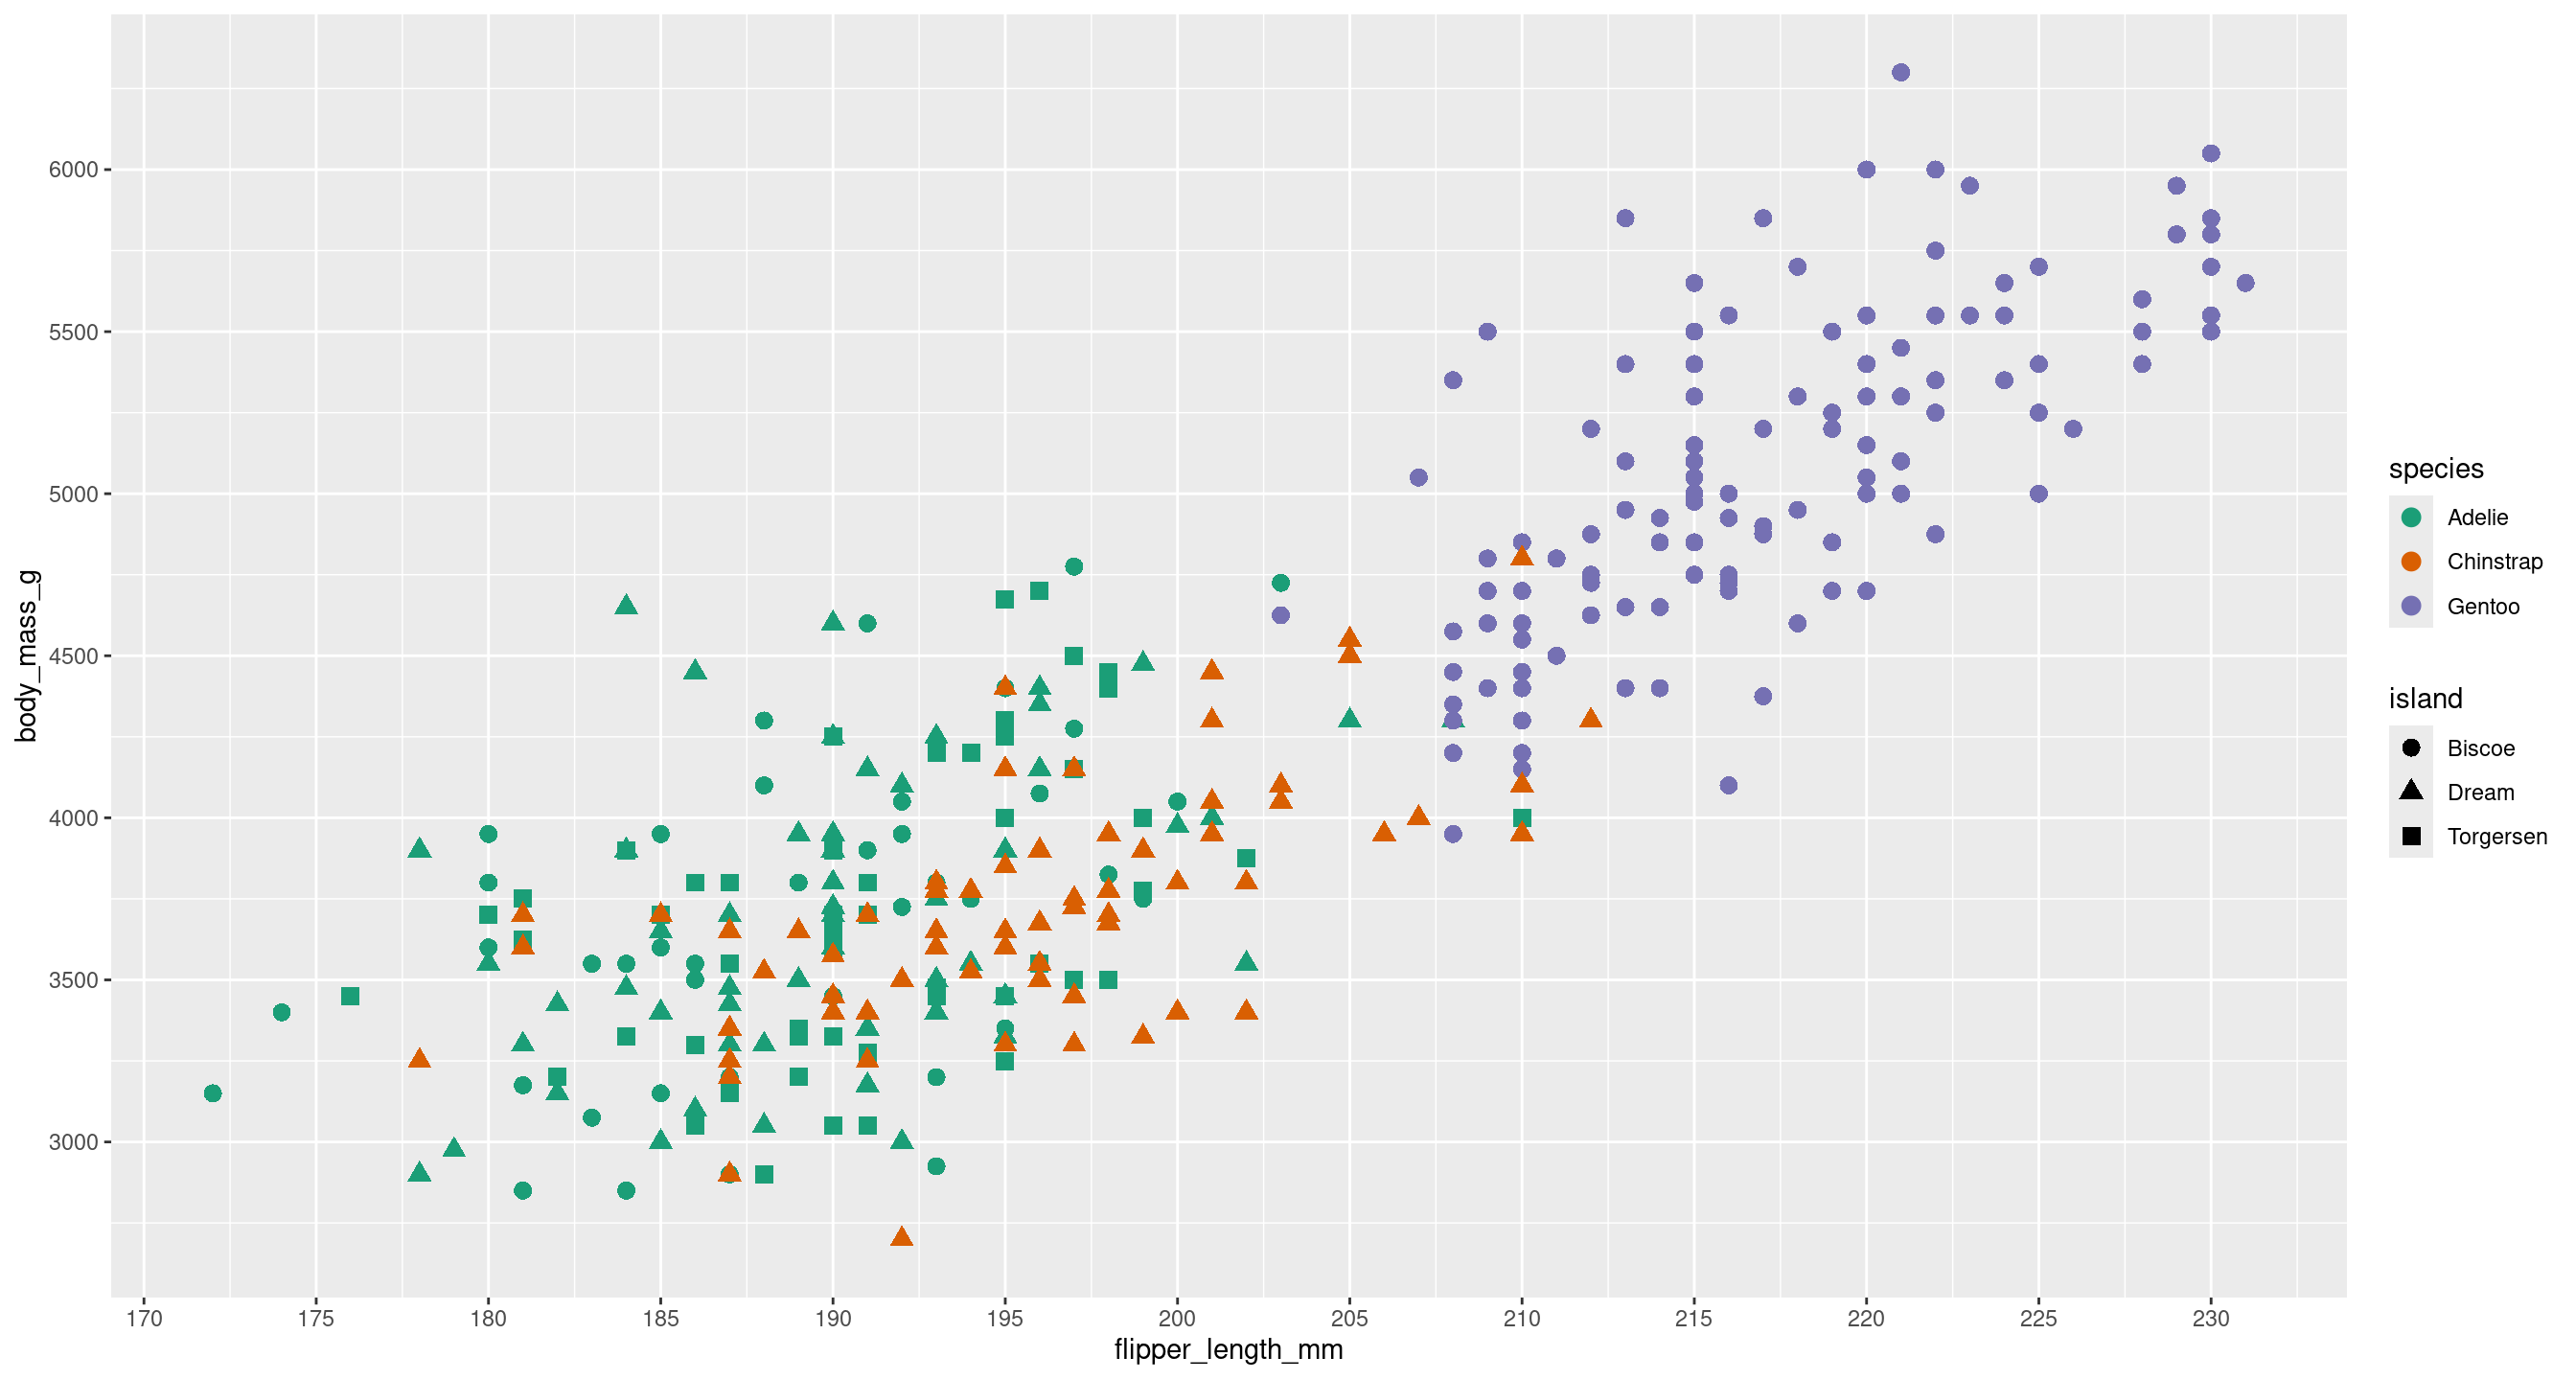 6000
5500
5000
4500
4000
3500
3000
body_mass_g
170 175 180 185 190 195 200 205 210 215 220 225 230
flipper_length_mm
species
Adelie
Chinstrap
Gentoo
island
Biscoe
Dream
Torgersen